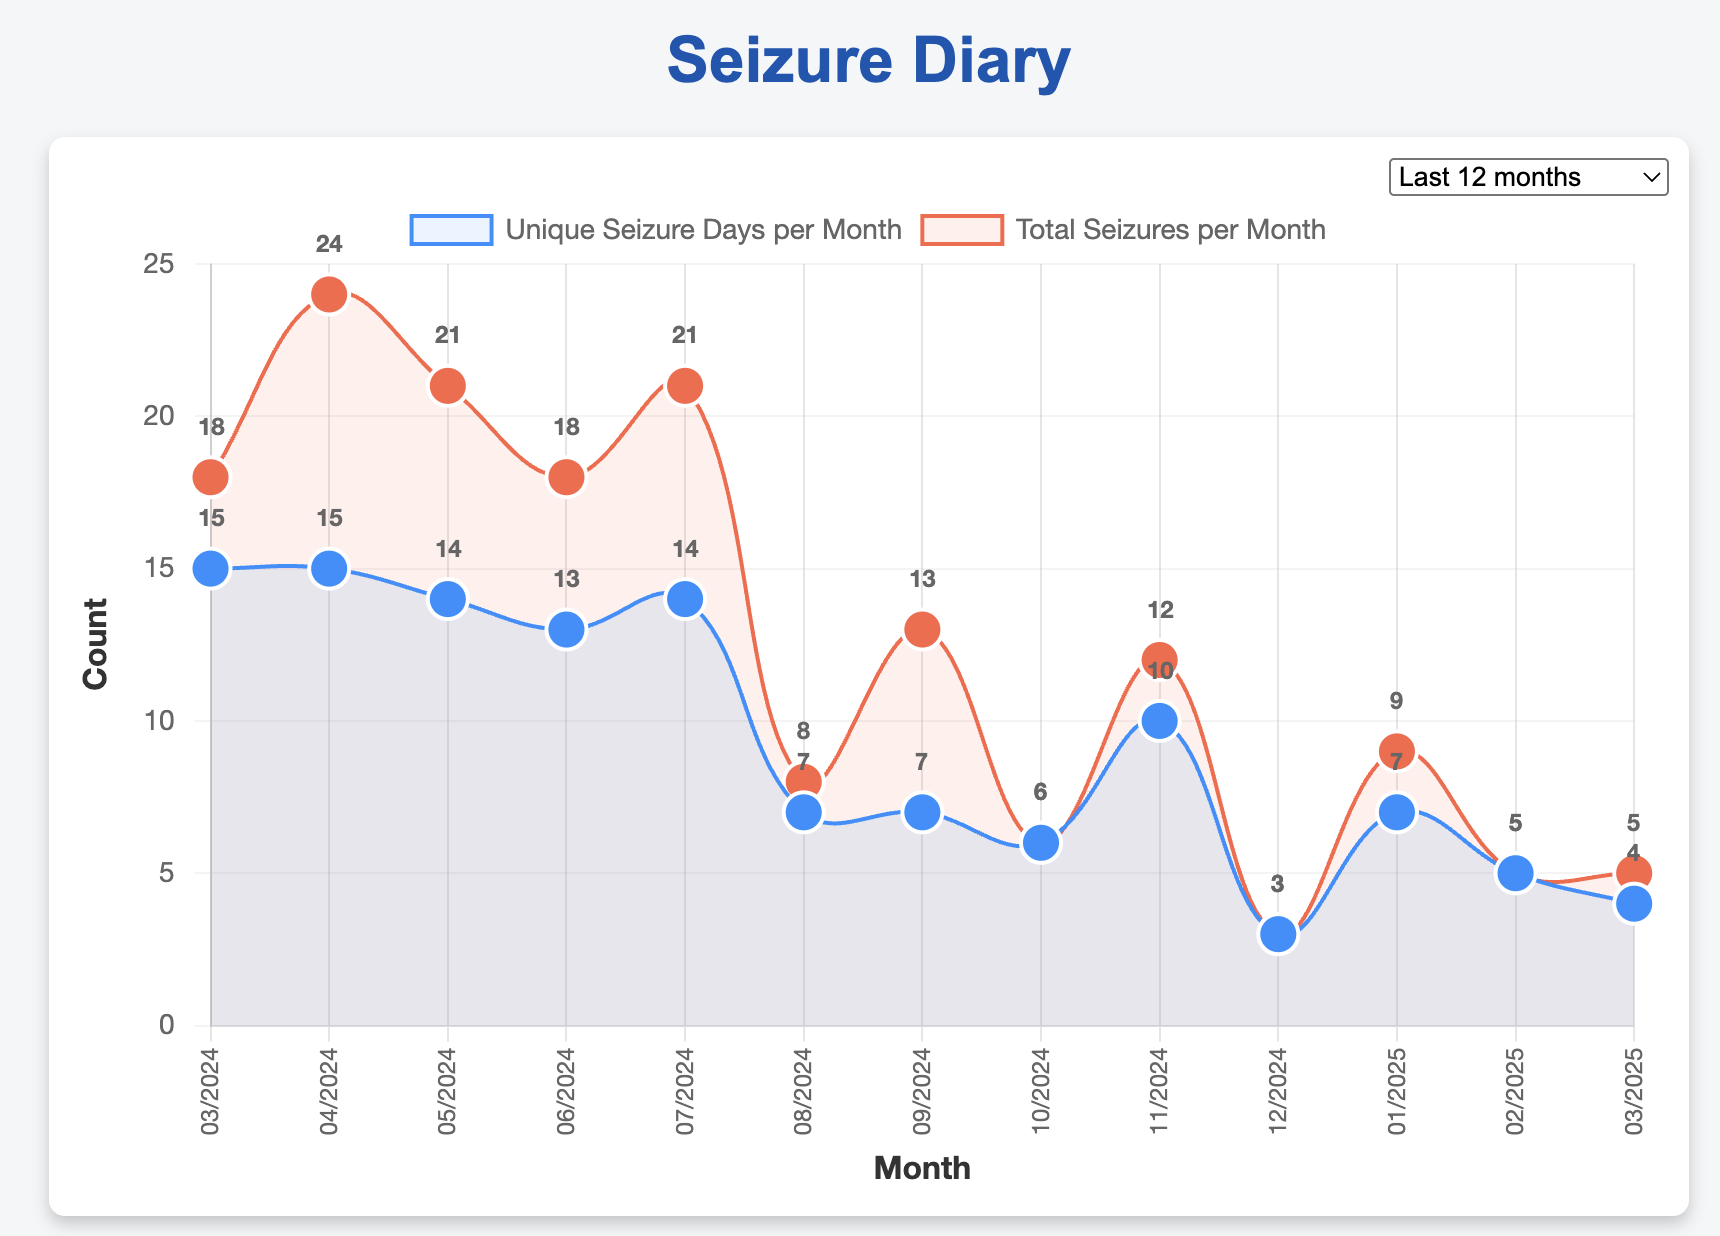 Seizure Diary
Last 12 months
Unique Seizure Days per Month Total Seizures per Month
25
20
15
10
5
0
Count
18 24 21 18 21 8 13 6 12 3 9 5 5
15 15 14 13 14 7 7 10 7 4
03/2024 04/2024 05/2024 06/2024 07/2024 08/2024 09/2024 10/2024 11/2024 12/2024 01/2025 02/2025 03/2025
Month